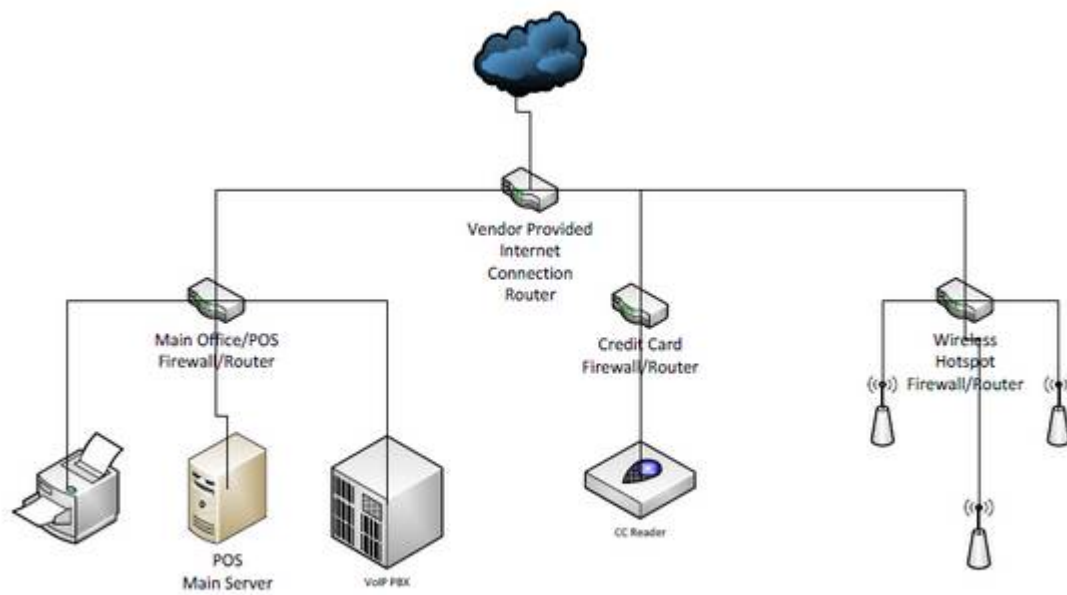 Vendor Provided
Internet
Connection
Router
Main Office/POS
Firewall/Router
Credit Card
Firewall/Router
Wireless
Hotspot
Firewall/Router
POS
Main Server
VoIP PBX
CC Reader